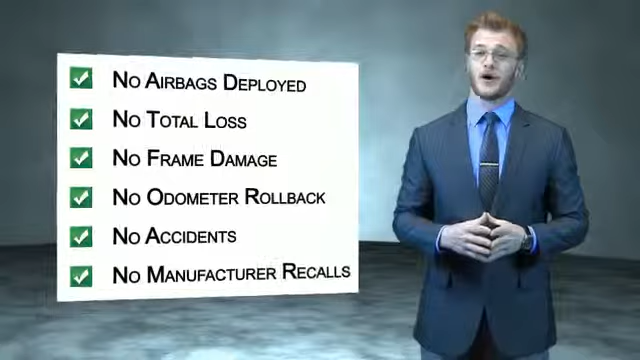 No Airbags Deployed
No Total Loss
No Frame Damage
No Odometer Rollback
No Accidents
No Manufacturer Recalls